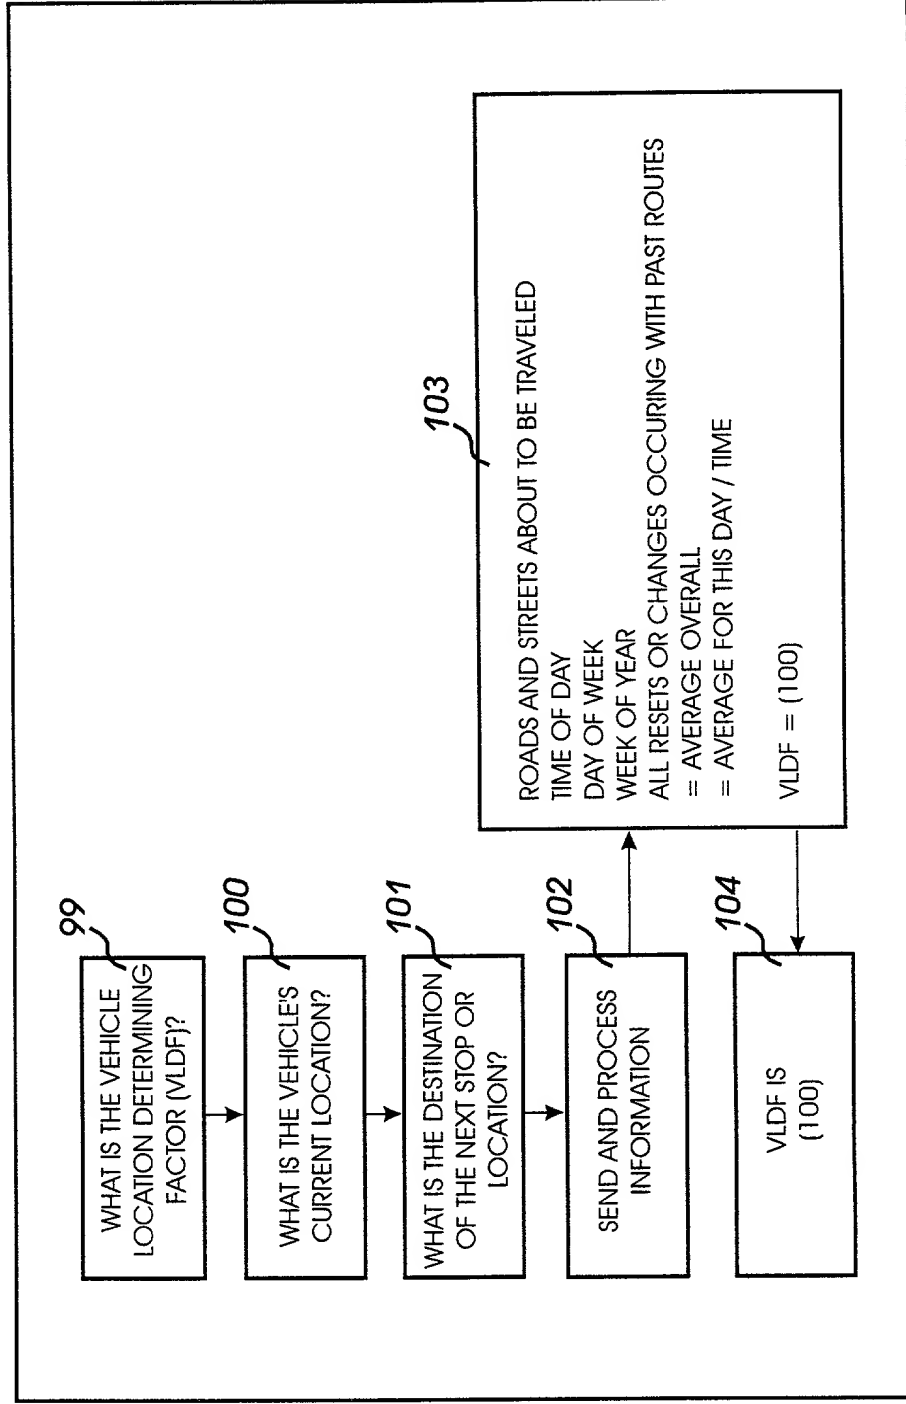 99
WHAT IS THE VEHICLE
LOCATION DETERMINING
FACTOR (VLDF)?
100
WHAT IS THE VEHICLE'S
CURRENT LOCATION?
101
WHAT IS THE DESTINATION
OF THE NEXT STOP OR
LOCATION?
102
SEND AND PROCESS
INFORMATION
103
ROADS AND STREETS ABOUT TO BE TRAVELED
TIME OF DAY
DAY OF WEEK
WEEK OF YEAR
ALL RESETS OR CHANGES OCCURING WITH PAST ROUTES
= AVERAGE OVERALL
= AVERAGE FOR THIS DAY / TIME
VLDF = (100)
104
VLDF IS
(100)